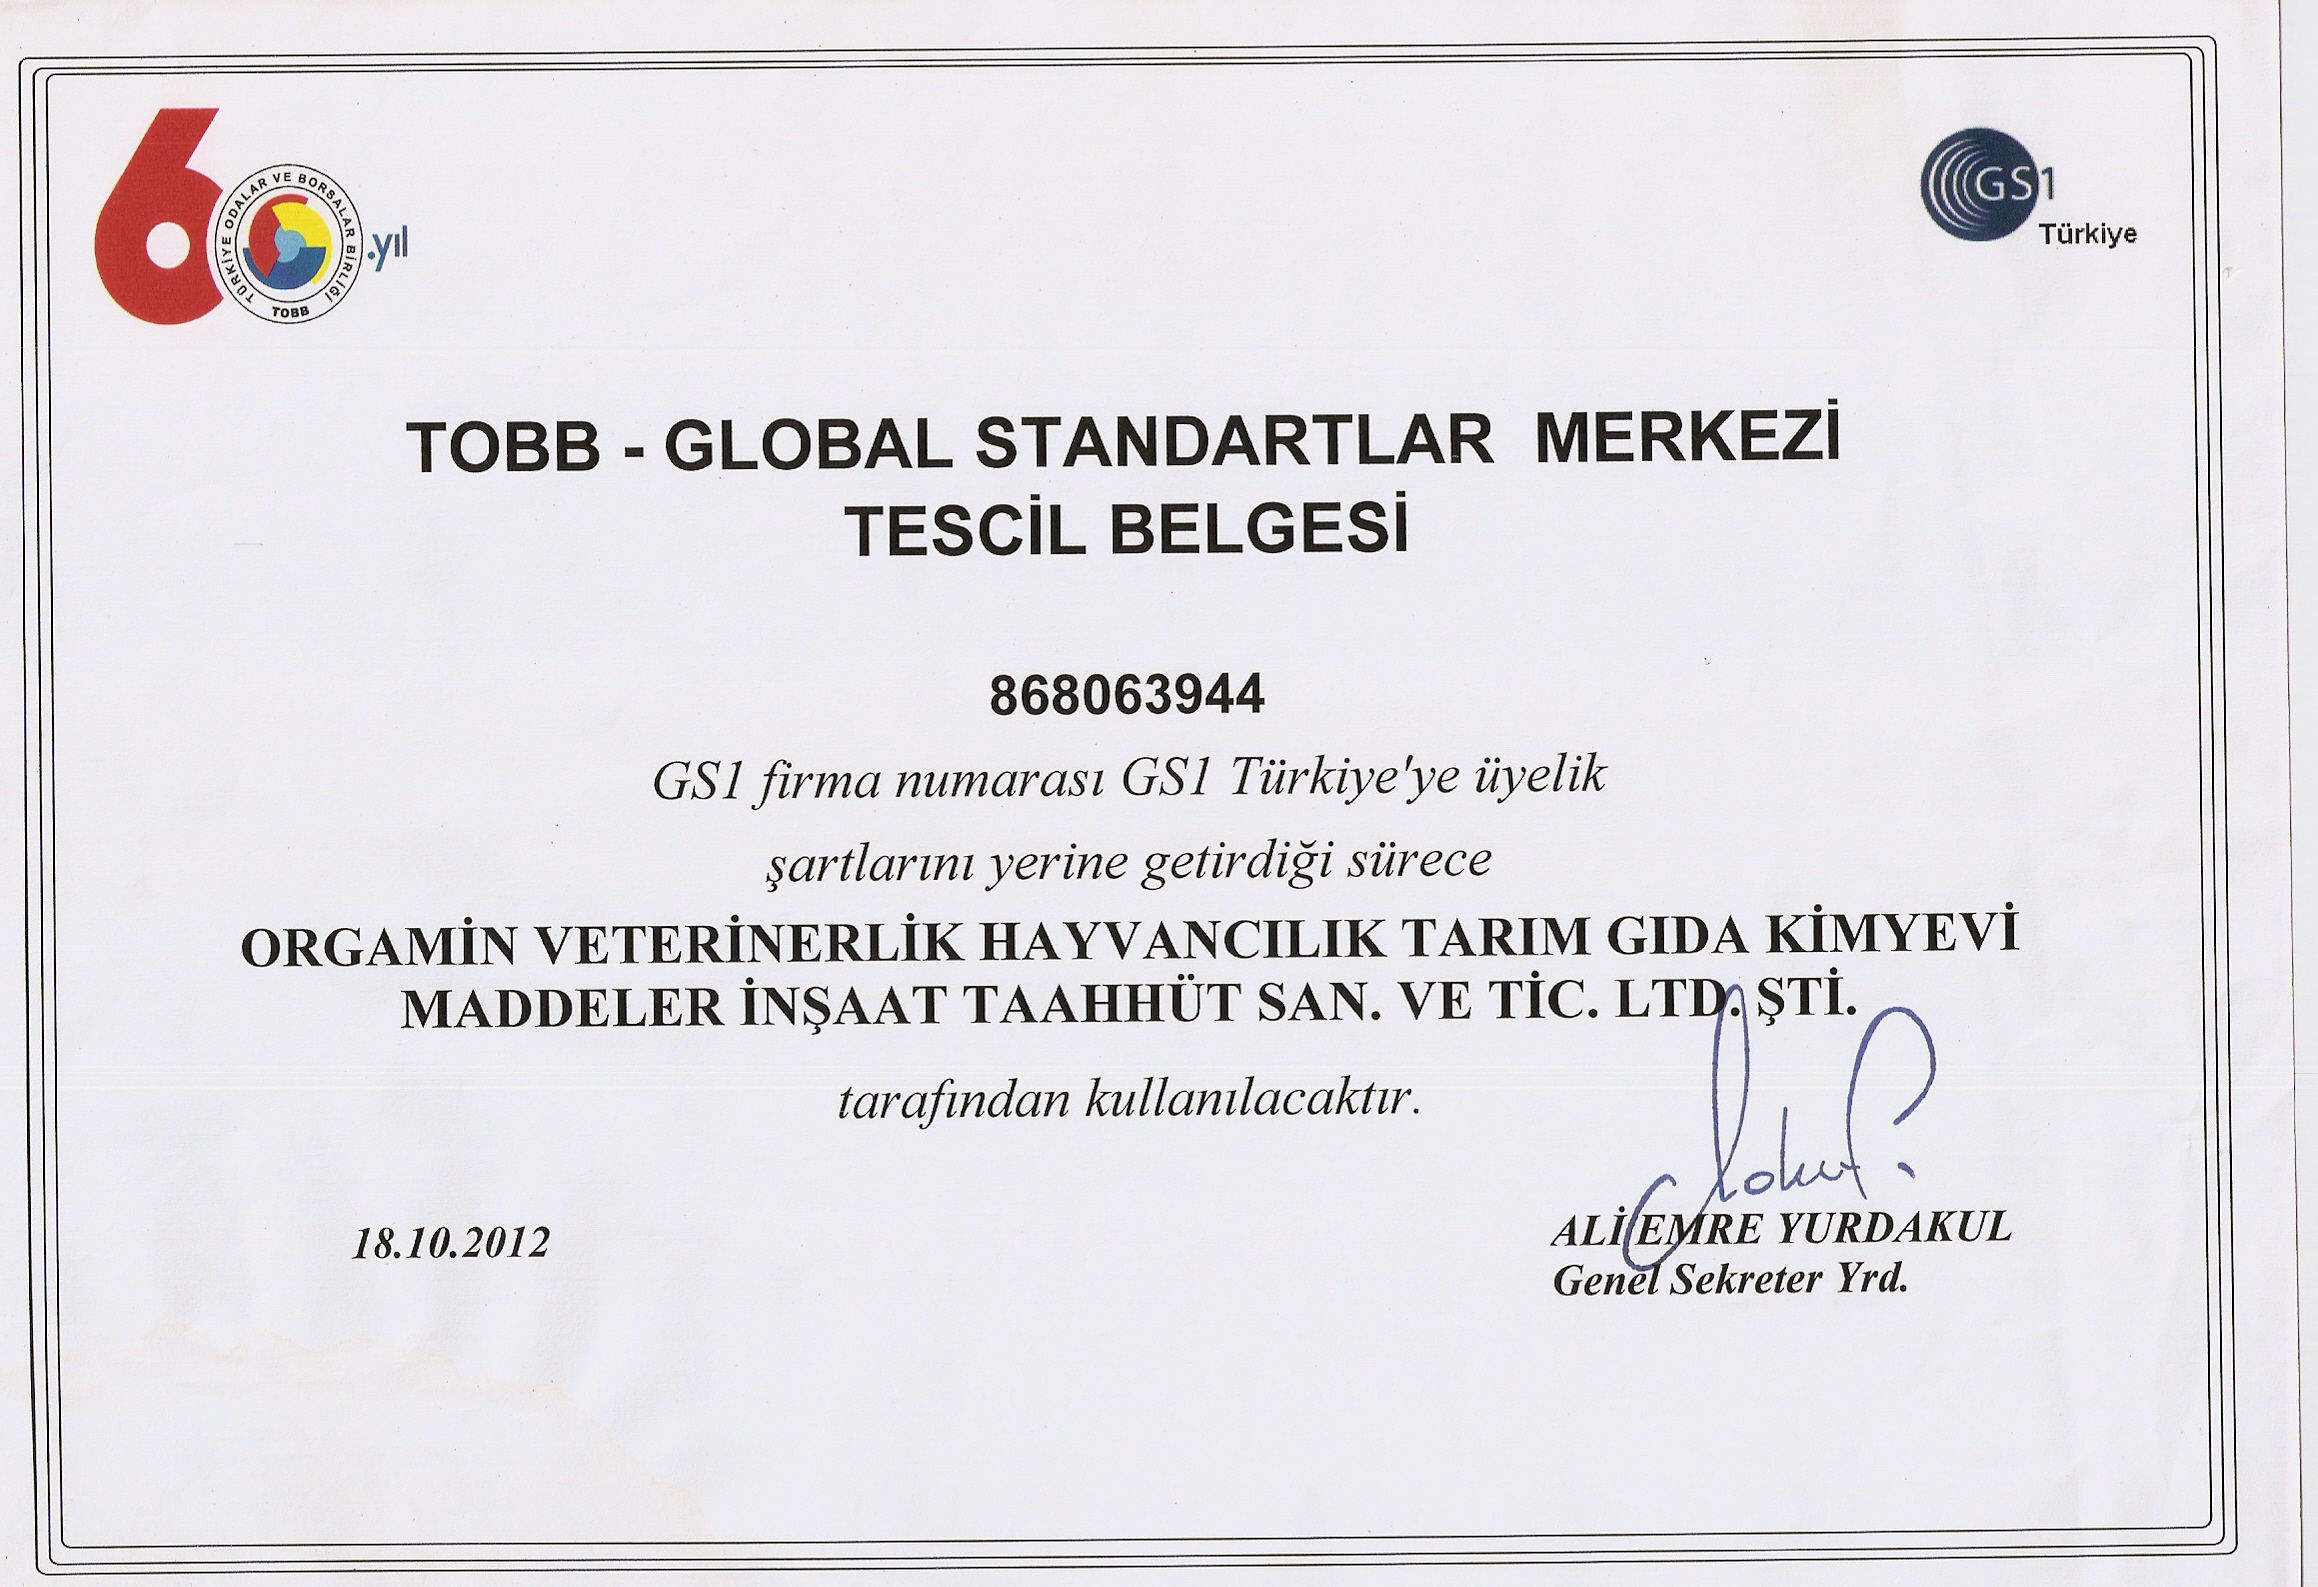 60.yıl
TÜRKİYE ODALAR VE BORSALAR BİRLİĞİ
TOBB
GS1
Türkiye
TOBB - GLOBAL STANDARTLAR MERKEZİ
TESCİL BELGESİ
868063944
GS1 firma numarası GS1 Türkiye'ye üyelik
şartlarını yerine getirdiği sürece
ORGAMİN VETERİNERLİK HAYVANCILIK TARIM GIDA KİMYEVİ
MADDELER İNŞAAT TAAHHÜT SAN. VE TİC. LTD. ŞTİ.
tarafından kullanılacaktır.
18.10.2012
ALİ EMRE YURDAKUL
Genel Sekreter Yrd.